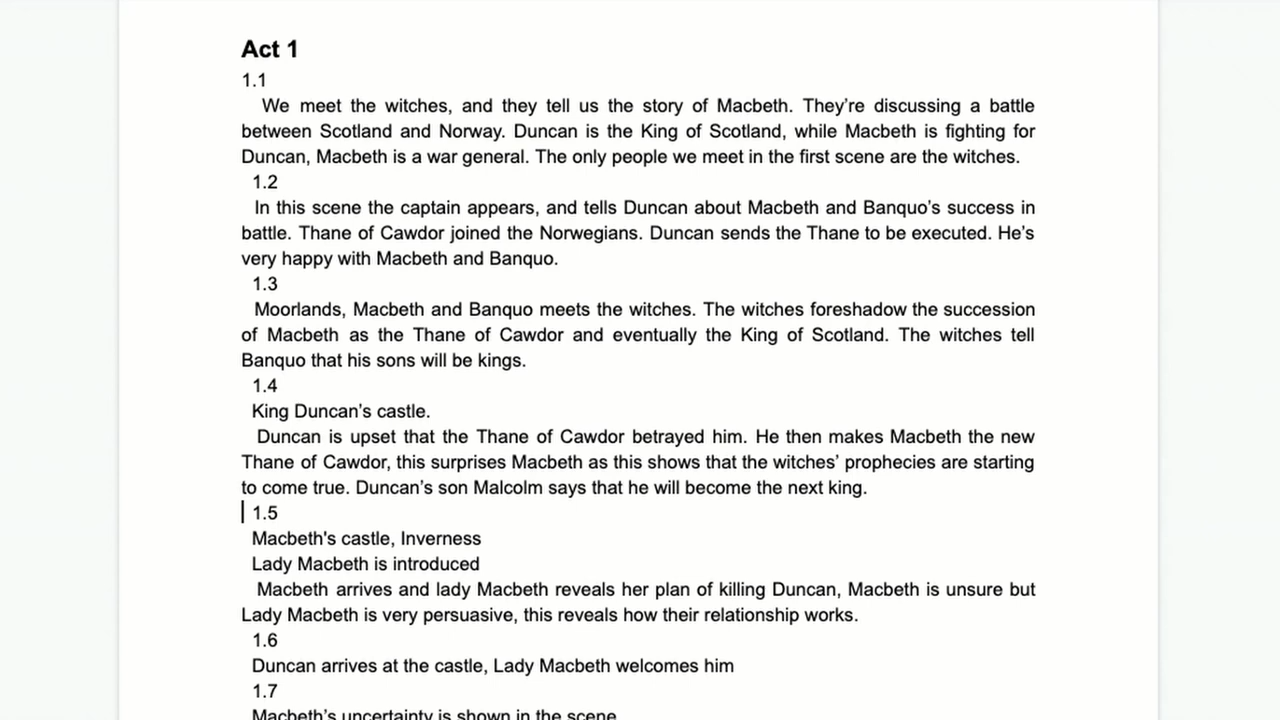 Act 1
1.1
We meet the witches, and they tell us the story of Macbeth. They’re discussing a battle
between Scotland and Norway. Duncan is the King of Scotland, while Macbeth is fighting for
Duncan, Macbeth is a war general. The only people we meet in the first scene are the witches.
1.2
In this scene the captain appears, and tells Duncan about Macbeth and Banquo’s success in
battle. Thane of Cawdor joined the Norwegians. Duncan sends the Thane to be executed. He’s
very happy with Macbeth and Banquo.
1.3
Moorlands, Macbeth and Banquo meets the witches. The witches foreshadow the succession
of Macbeth as the Thane of Cawdor and eventually the King of Scotland. The witches tell
Banquo that his sons will be kings.
1.4
King Duncan’s castle.
Duncan is upset that the Thane of Cawdor betrayed him. He then makes Macbeth the new
Thane of Cawdor, this surprises Macbeth as this shows that the witches’ prophecies are starting
to come true. Duncan’s son Malcolm says that he will become the next king.
1.5
Macbeth's castle, Inverness
Lady Macbeth is introduced
Macbeth arrives and lady Macbeth reveals her plan of killing Duncan, Macbeth is unsure but
Lady Macbeth is very persuasive, this reveals how their relationship works.
1.6
Duncan arrives at the castle, Lady Macbeth welcomes him
1.7
Macbeth’s uncertainty is shown in the scene